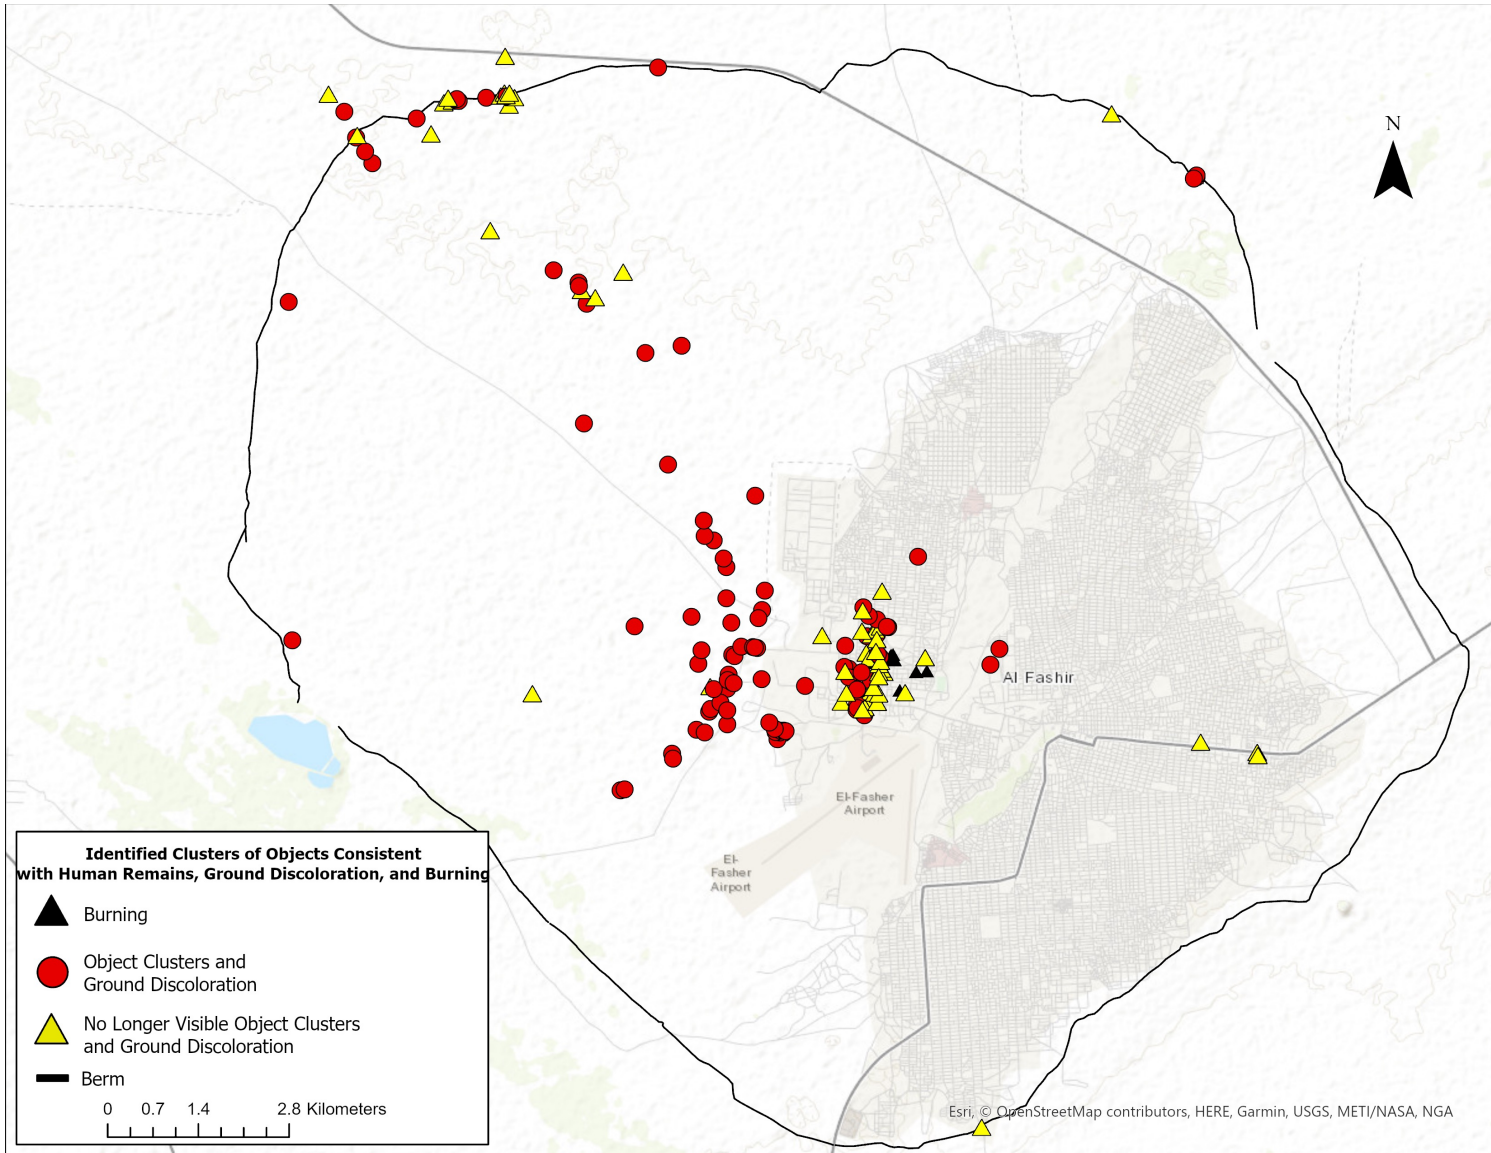 N
Al Fashir
El-Fasher
Airport
El-
Fasher
Airport
Identified Clusters of Objects Consistent
with Human Remains, Ground Discoloration, and Burning
Burning
Object Clusters and
Ground Discoloration
No Longer Visible Object Clusters
and Ground Discoloration
Berm
0 0.7 1.4 2.8 Kilometers
Esri, © OpenStreetMap contributors, HERE, Garmin, USGS, METI/NASA, NGA